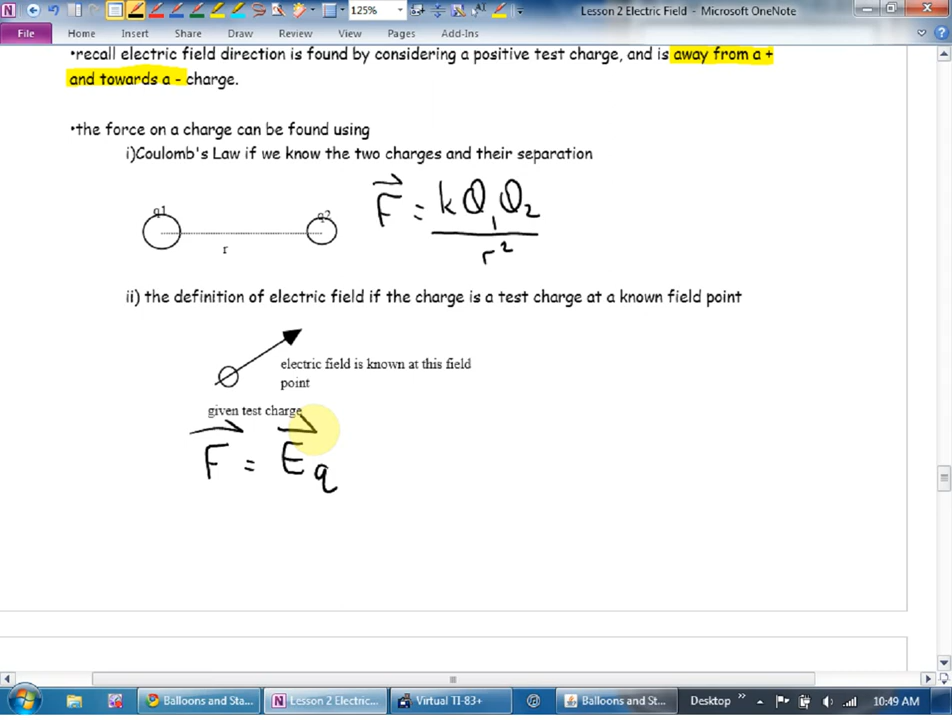 125%
Lesson 2 Electric Field - Microsoft OneNote
File Home Insert Share Draw Review View Pages Add-Ins
•recall electric field direction is found by considering a positive test charge, and is away from a +
and towards a - charge.
•the force on a charge can be found using
i)Coulomb's Law if we know the two charges and their separation
F = kQ₁Q₂
r²
q1
q2
r
ii) the definition of electric field if the charge is a test charge at a known field point
electric field is known at this field
point
given test charge
F = Eq
Balloons and Sta...
Lesson 2 Electric...
Virtual TI-83+
Balloons and St...
Desktop
10:49 AM